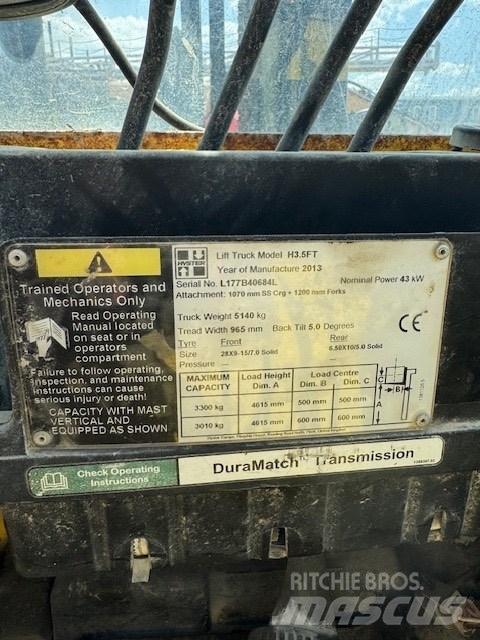 HYSTER
Lift Truck Model H3.5FT
Year of Manufacture 2013
Serial No. L177B40684L
Nominal Power 43 kW
Attachment: 1070 mm SS Crg + 1200 mm Forks
Truck Weight 5140 kg
Tread Width 965 mm Back Tilt 5.0 Degrees
Tyre Front Rear
Size 28X9-15/7.0 Solid 6.50X10/5.0 Solid
Pressure ---
CE
MAXIMUM CAPACITY
Load Height Dim. A
Load Centre
Dim. B Dim. C
3300 kg 4615 mm 500 mm 500 mm
3010 kg 4615 mm 600 mm 600 mm
B
C
A
Trained Operators and
Mechanics Only
Read Operating
Manual located
on seat or in
operators
compartment
Failure to follow operating,
inspection, and maintenance
instructions can cause
serious injury or death!
CAPACITY WITH MAST
VERTICAL AND
EQUIPPED AS SHOWN
Check Operating
Instructions
DuraMatch™ Transmission
RITCHIE BROS.
MASCUS